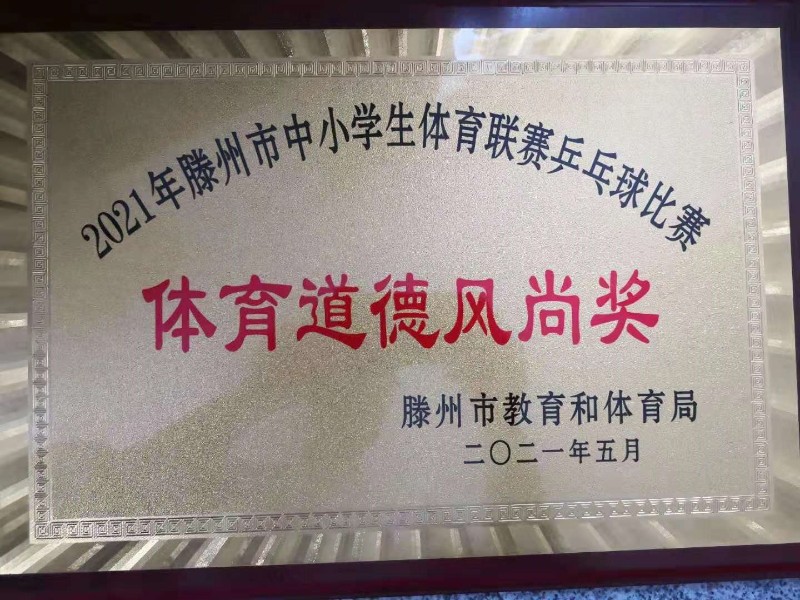 2021年滕州市中小学生体育联赛乒乓球比赛
体育道德风尚奖
滕州市教育和体育局
二〇二一年五月